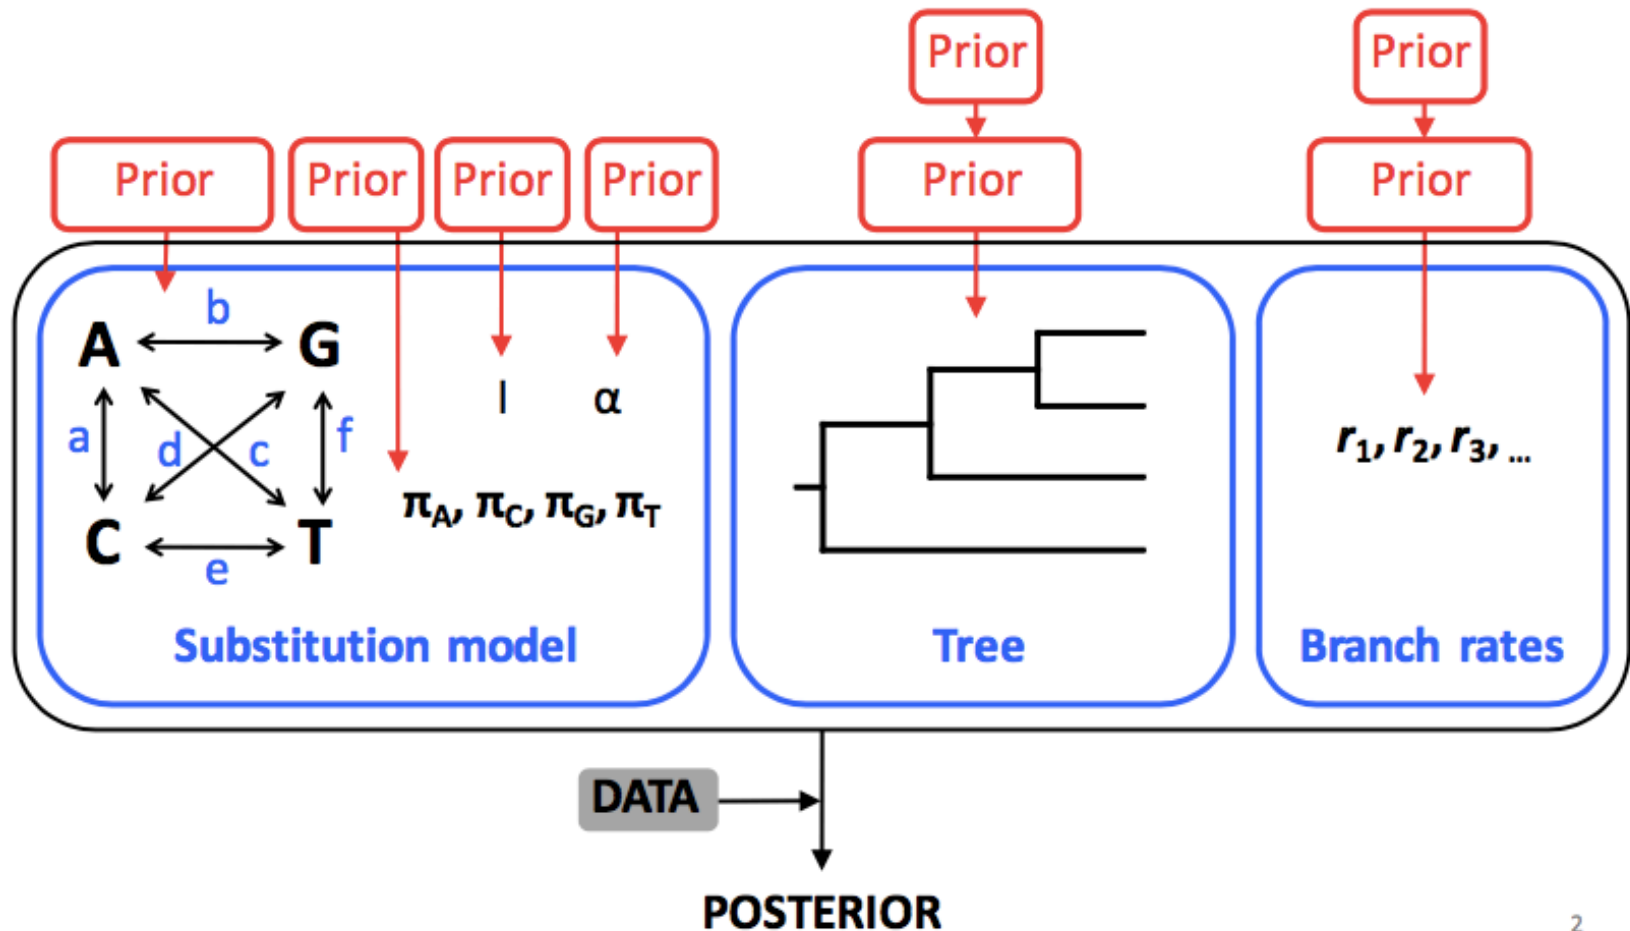 Prior Prior
Prior Prior Prior Prior Prior Prior
A b G
a d c f
I α
r1, r2, r3, ...
πA, πC, πG, πT
C e T
Substitution model Tree Branch rates
DATA
POSTERIOR
2